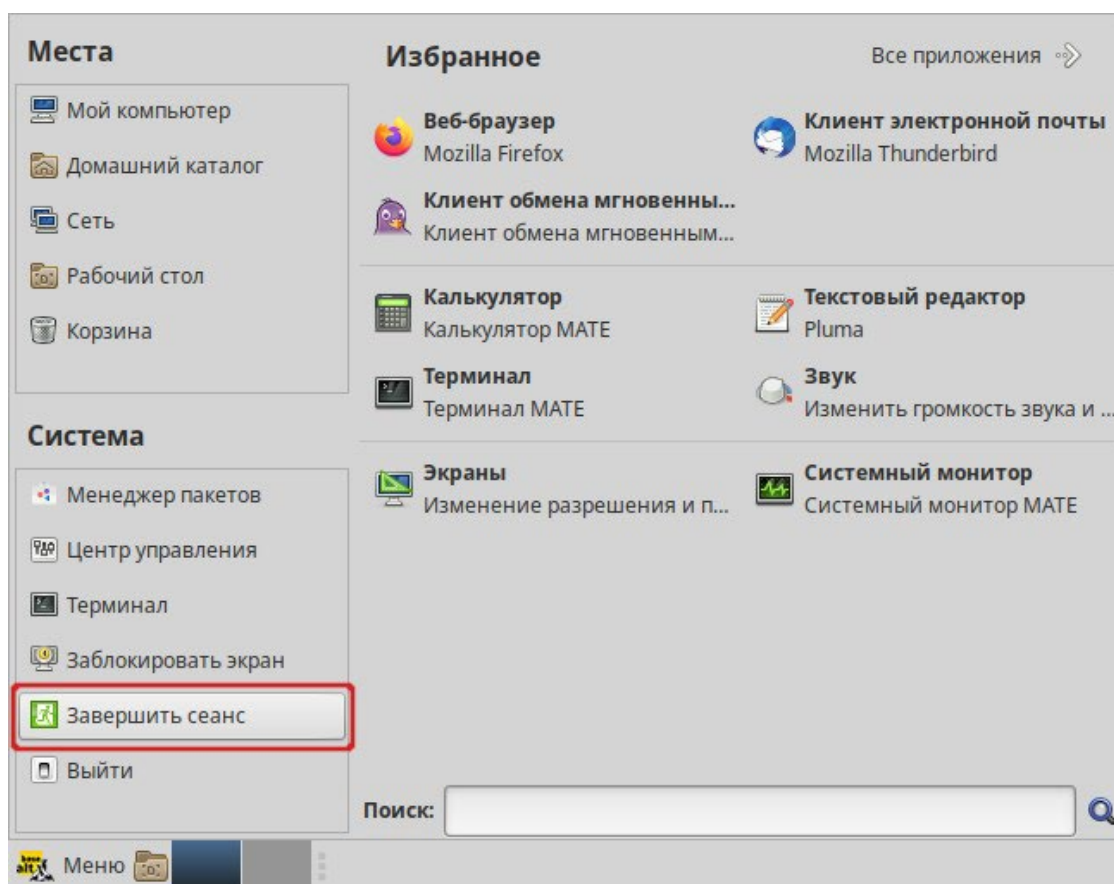 Места
Мой компьютер
Домашний каталог
Сеть
Рабочий стол
Корзина
Система
Менеджер пакетов
Центр управления
Терминал
Заблокировать экран
Завершить сеанс
Выйти
Избранное
Все приложения
Веб-браузер
Mozilla Firefox
Клиент электронной почты
Mozilla Thunderbird
Клиент обмена мгновенны...
Клиент обмена мгновенным...
Калькулятор
Калькулятор MATE
Текстовый редактор
Pluma
Терминал
Терминал MATE
Звук
Изменить громкость звука и ...
Экраны
Изменение разрешения и п...
Системный монитор
Системный монитор MATE
Поиск:
base
alt
Меню